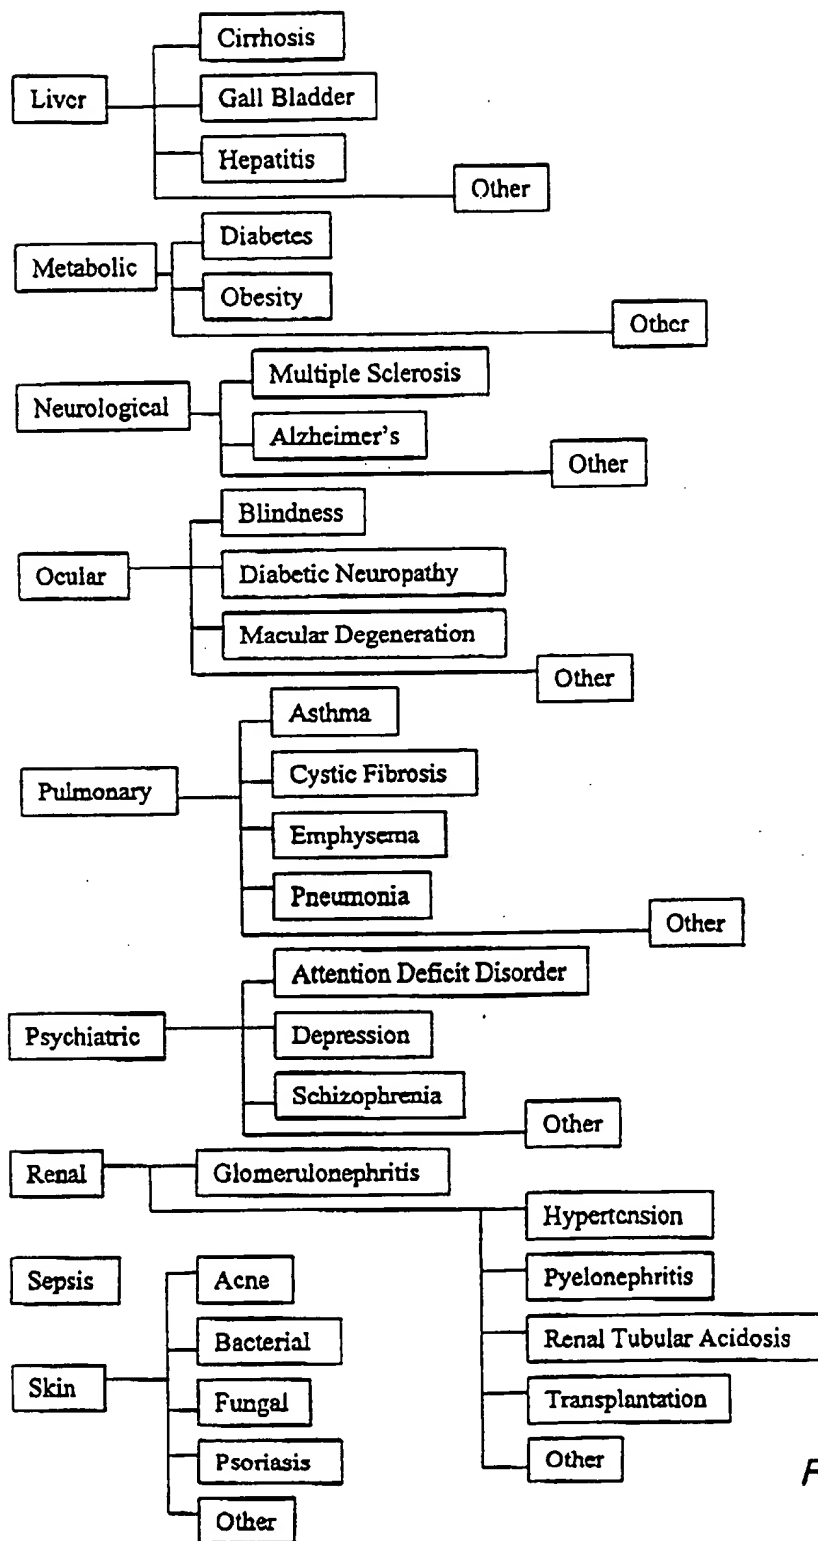 Cirrhosis
Liver
Gall Bladder
Hepatitis
Other
Diabetes
Metabolic
Obesity
Other
Multiple Sclerosis
Neurological
Alzheimer's
Other
Blindness
Ocular
Diabetic Neuropathy
Macular Degeneration
Other
Asthma
Cystic Fibrosis
Pulmonary
Emphysema
Pneumonia
Other
Attention Deficit Disorder
Psychiatric
Depression
Schizophrenia
Other
Renal
Glomerulonephritis
Hypertension
Pyelonephritis
Renal Tubular Acidosis
Transplantation
Other
Sepsis
Acne
Bacterial
Skin
Fungal
Psoriasis
Other
F